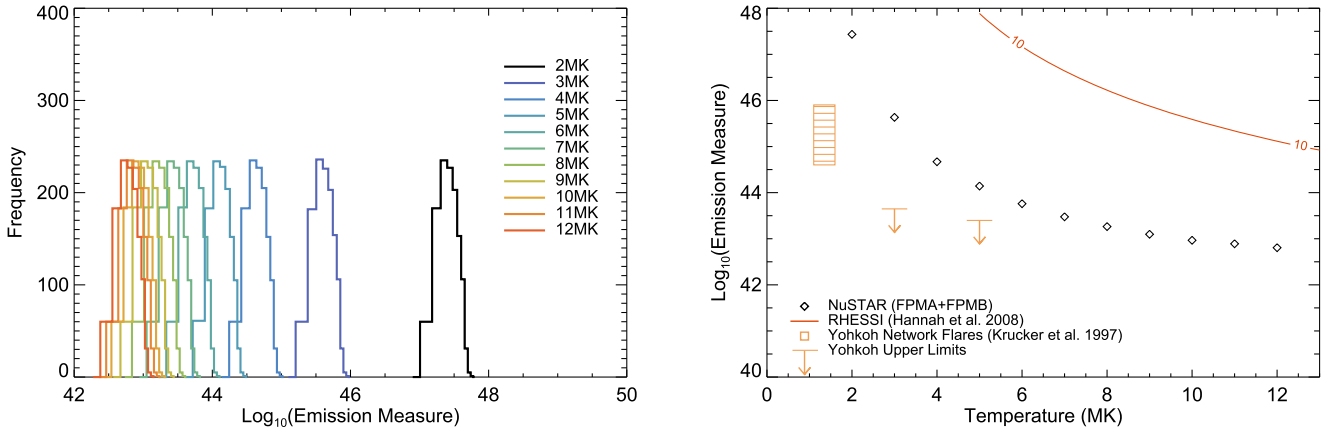 400
300
200
100
0
Frequency
42
44
46
48
50
Log10(Emission Measure)
2MK
3MK
4MK
5MK
6MK
7MK
8MK
9MK
10MK
11MK
12MK
48
46
44
42
40
Log10(Emission Measure)
10
10
NuSTAR (FPMA+FPMB)
RHESSI (Hannah et al. 2008)
Yohkoh Network Flares (Krucker et al. 1997)
Yohkoh Upper Limits
0
2
4
6
8
10
12
Temperature (MK)